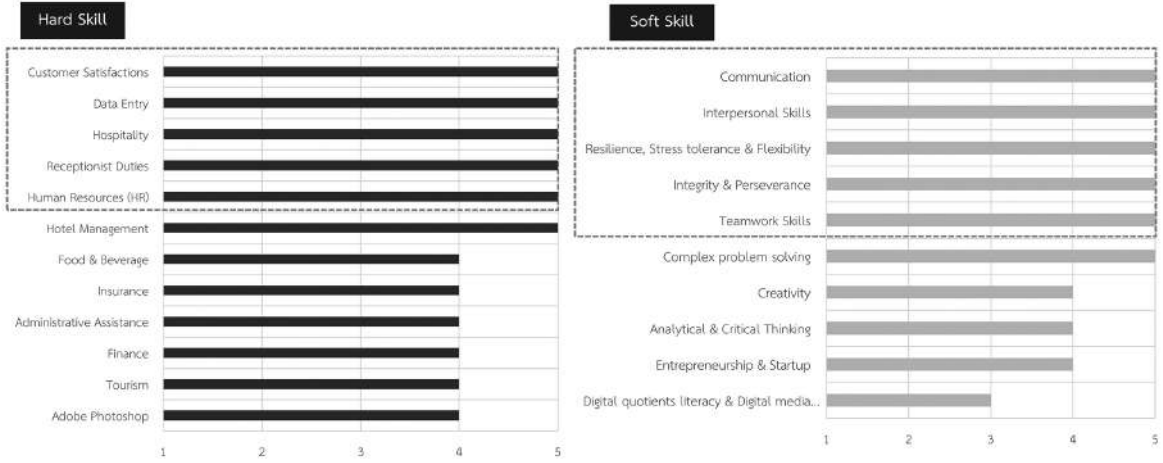 Hard Skill
Customer Satisfactions
Data Entry
Hospitality
Receptionist Duties
Human Resources (HR)
Hotel Management
Food & Beverage
Insurance
Administrative Assistance
Finance
Tourism
Adobe Photoshop
1 2 3 4 5
Soft Skill
Communication
Interpersonal Skills
Resilience, Stress tolerance & Flexibility
Integrity & Perseverance
Teamwork Skills
Complex problem solving
Creativity
Analytical & Critical Thinking
Entrepreneurship & Startup
Digital quotients literacy & Digital media...
1 2 3 4 5